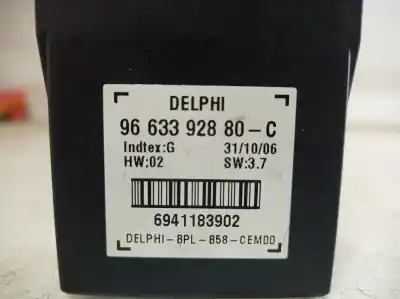 DELPHI
96 633 928 80-C
Indtex:G 31/10/06
HW:02 SW:3.7
6941183902
DELPHI-BPL-B58-CEM00